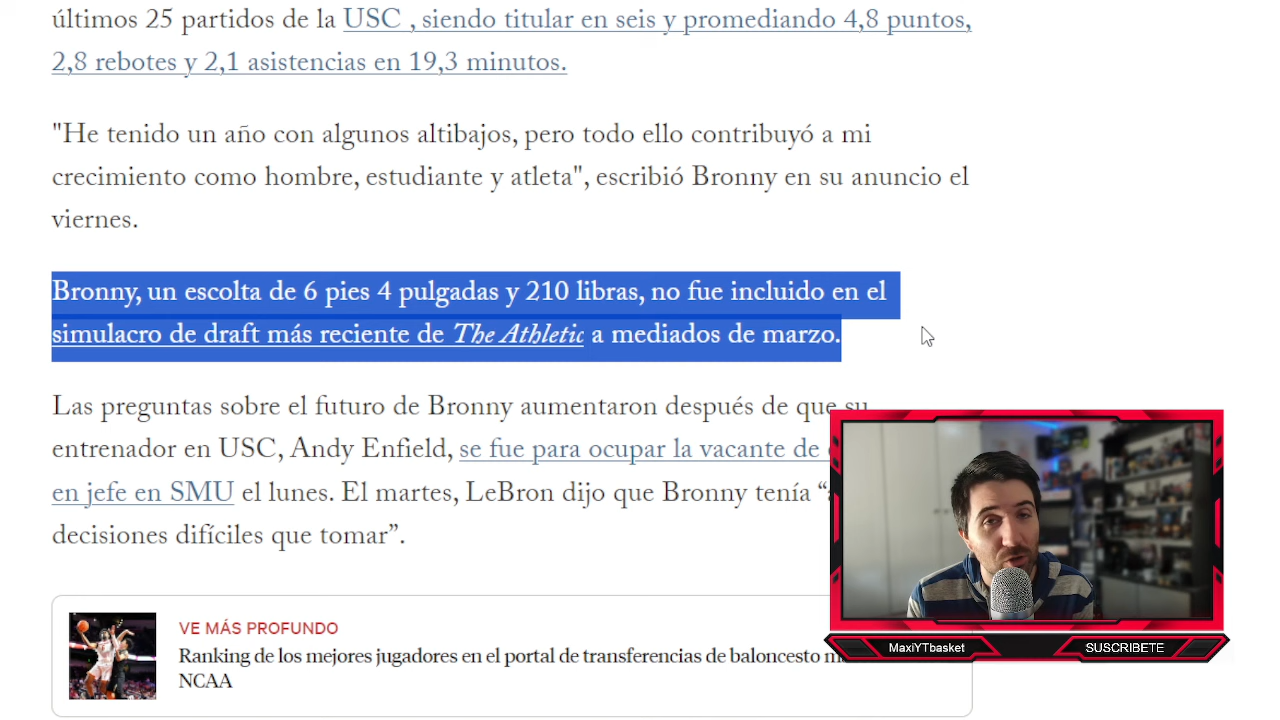 últimos 25 partidos de la USC , siendo titular en seis y promediando 4,8 puntos,
2,8 rebotes y 2,1 asistencias en 19,3 minutos.
"He tenido un año con algunos altibajos, pero todo ello contribuyó a mi
crecimiento como hombre, estudiante y atleta", escribió Bronny en su anuncio el
viernes.
Bronny, un escolta de 6 pies 4 pulgadas y 210 libras, no fue incluido en el
simulacro de draft más reciente de The Athletic a mediados de marzo.
Las preguntas sobre el futuro de Bronny aumentaron después de que su
entrenador en USC, Andy Enfield, se fue para ocupar la vacante de
en jefe en SMU el lunes. El martes, LeBron dijo que Bronny tenía
decisiones difíciles que tomar”.
VE MÁS PROFUNDO
Ranking de los mejores jugadores en el portal de transferencias de baloncesto
NCAA
MaxiYTbasket
SUSCRIBETE